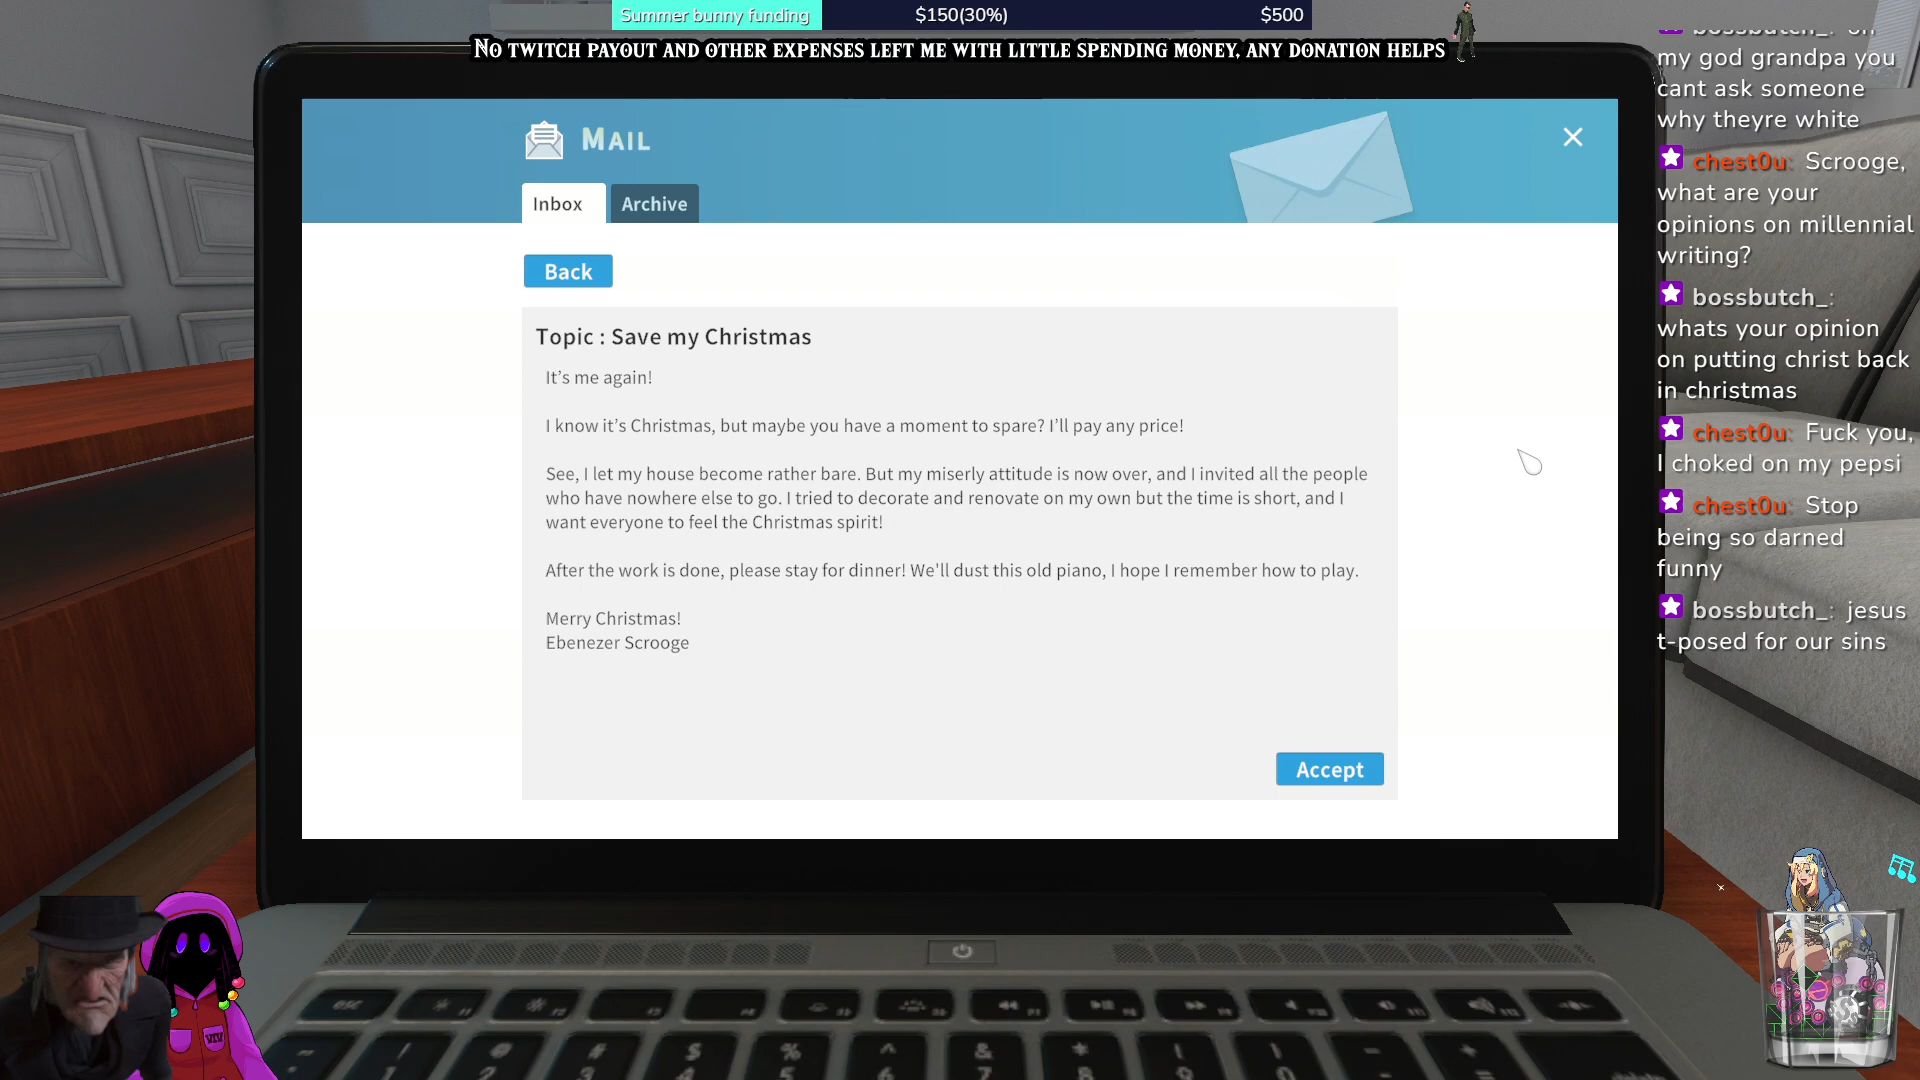 Summer bunny funding $150(30%) $500
No twitch payout and other expenses left me with little spending money, any donation helps
Mail
Inbox Archive
Back
Topic : Save my Christmas
It's me again!
I know it's Christmas, but maybe you have a moment to spare? I'll pay any price!
See, I let my house become rather bare. But my miserly attitude is now over, and I invited all the people
who have nowhere else to go. I tried to decorate and renovate on my own but the time is short, and I
want everyone to feel the Christmas spirit!
After the work is done, please stay for dinner! We'll dust this old piano, I hope I remember how to play.
Merry Christmas!
Ebenezer Scrooge
Accept
my god grandpa you
cant ask someone
why theyre white
chest0u: Scrooge,
what are your
opinions on millennial
writing?
bossbutch_:
whats your opinion
on putting christ back
in christmas
chest0u: Fuck you,
I choked on my pepsi
chest0u: Stop
being so darned
funny
bossbutch_: jesus
t-posed for our sins
esc